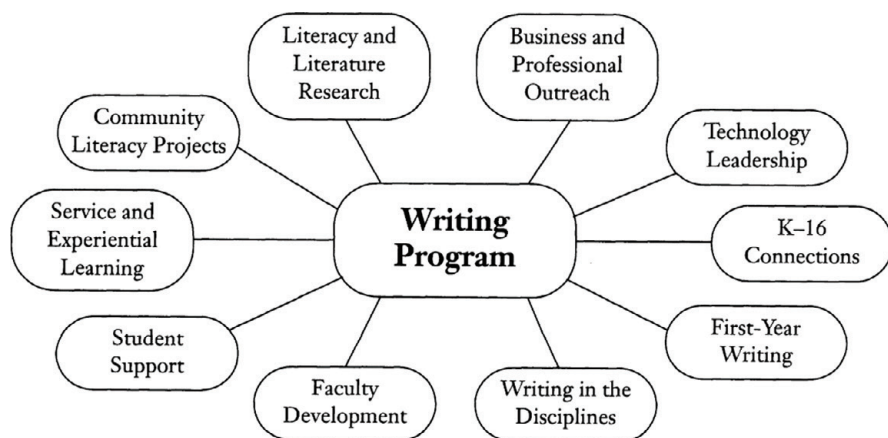 Literacy and
Literature
Research
Business and
Professional
Outreach
Community
Literacy Projects
Technology
Leadership
Writing
Program
Service and
Experiential
Learning
K–16
Connections
Student
Support
First-Year
Writing
Faculty
Development
Writing in the
Disciplines